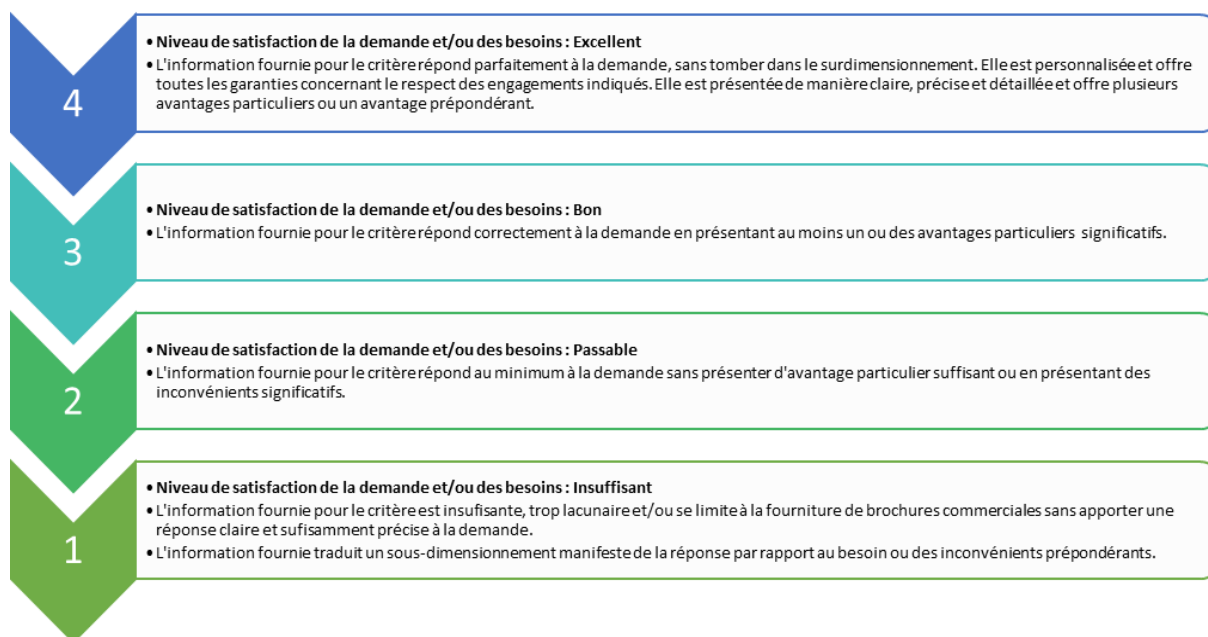 4
• Niveau de satisfaction de la demande et/ou des besoins : Excellent
• L'information fournie pour le critère répond parfaitement à la demande, sans tomber dans le surdimensionnement. Elle est personnalisée et offre
toutes les garanties concernant le respect des engagements indiqués. Elle est présentée de manière claire, précise et détaillée et offre plusieurs
avantages particuliers ou un avantage prépondérant.
3
• Niveau de satisfaction de la demande et/ou des besoins : Bon
• L'information fournie pour le critère répond correctement à la demande en présentant au moins un ou des avantages particuliers significatifs.
2
• Niveau de satisfaction de la demande et/ou des besoins : Passable
• L'information fournie pour le critère répond au minimum à la demande sans présenter d'avantage particulier suffisant ou en présentant des
inconvénients significatifs.
1
• Niveau de satisfaction de la demande et/ou des besoins : Insuffisant
• L'information fournie pour le critère est insufisante, trop lacunaire et/ou se limite à la fourniture de brochures commerciales sans apporter une
réponse claire et sufisamment précise à la demande.
• L'information fournie traduit un sous-dimensionnement manifeste de la réponse par rapport au besoin ou des inconvénients prépondérants.